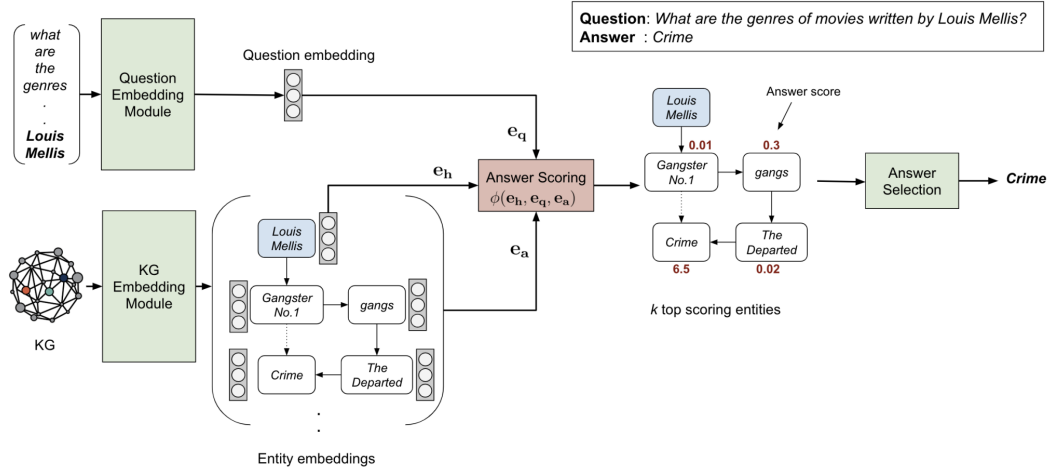 Question: What are the genres of movies written by Louis Mellis?
Answer : Crime
what
are
the
genres
.
.
Louis
Mellis
Question
Embedding
Module
Question embedding
e_q
e_h
Answer Scoring
ϕ(e_h, e_q, e_a)
e_a
Louis
Mellis
Answer score
0.01
0.3
Gangster
No.1
gangs
Crime
The
Departed
6.5
0.02
k top scoring entities
Answer
Selection
Crime
KG
KG
Embedding
Module
Louis
Mellis
Gangster
No.1
gangs
Crime
The
Departed
.
.
Entity embeddings